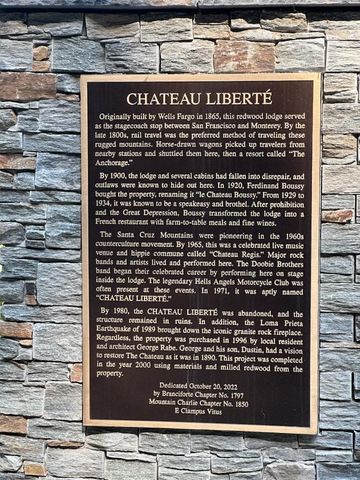 CHATEAU LIBERTÉ
Originally built by Wells Fargo in 1865, this redwood lodge served
as the stagecoach stop between San Francisco and Monterey. By the
late 1800s, rail travel was the preferred method of traveling these
rugged mountains. Horse-drawn wagons picked up travelers from
nearby stations and shuttled them here, then a resort called "The
Anchorage."
By 1900, the lodge and several cabins had fallen into disrepair, and
outlaws were known to hide out here. In 1920, Ferdinand Boussy
bought the property, renaming it "le Chateau Boussy." From 1929 to
1934, it was known to be a speakeasy and brothel. After prohibition
and the Great Depression, Boussy transformed the lodge into a
French restaurant with farm-to-table meals and fine wines.
The Santa Cruz Mountains were pioneering in the 1960s
counterculture movement. By 1965, this was a celebrated live music
venue and hippie commune called "Chateau Regis." Major rock
bands and artists lived and performed here. The Doobie Brothers
band began their celebrated career by performing here on stage
inside the lodge. The legendary Hells Angels Motorcycle Club was
often present at these events. In 1971, it was aptly named
"CHATEAU LIBERTÉ."
By 1980, the CHATEAU LIBERTÉ was abandoned, and the
structure remained in ruins. In addition, the Loma Prieta
Earthquake of 1989 brought down the iconic granite rock fireplace.
Regardless, the property was purchased in 1996 by local resident
and architect George Rabe. George and his son, Dustin, had a vision
to restore The Chateau as it was in 1890. This project was completed
in the year 2000 using materials and milled redwood from the
property.
Dedicated October 20, 2022
by Branciforte Chapter No. 1797
Mountain Charlie Chapter No. 1850
E Clampus Vitus